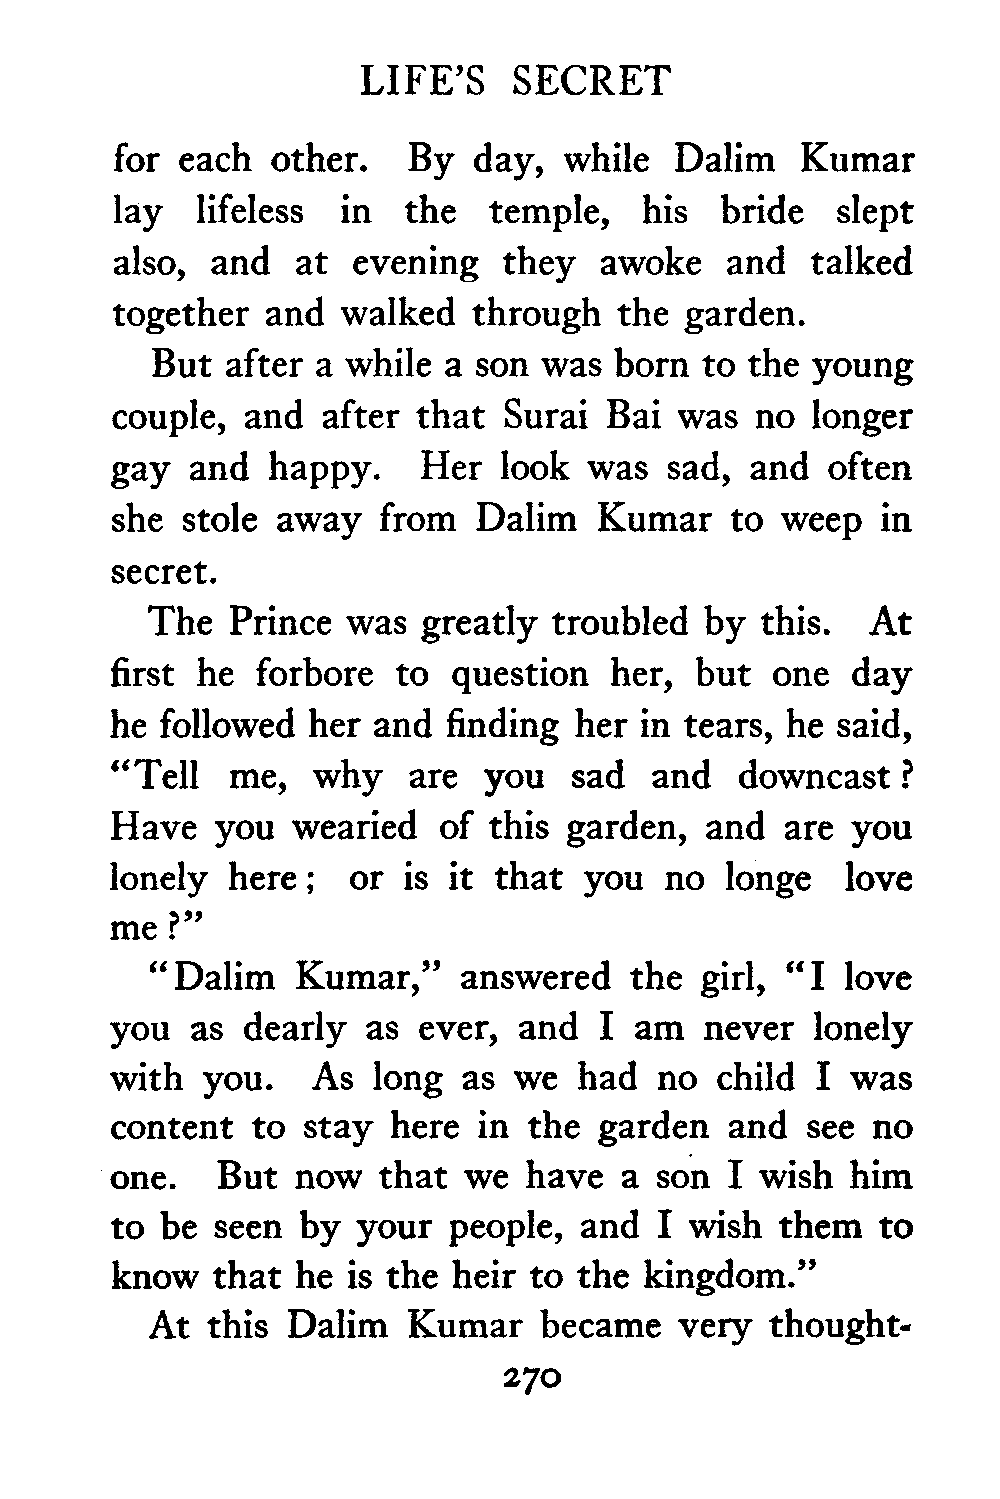 LIFE'S SECRET
for each other. By day, while Dalim Kumar
lay lifeless in the temple, his bride slept
also, and at evening they awoke and talked
together and walked through the garden.
But after a while a son was born to the young
couple, and after that Surai Bai was no longer
gay and happy. Her look was sad, and often
she stole away from Dalim Kumar to weep in
secret.
The Prince was greatly troubled by this. At
first he forbore to question her, but one day
he followed her and finding her in tears, he said,
“Tell me, why are you sad and downcast?
Have you wearied of this garden, and are you
lonely here; or is it that you no longe love
me?”
“Dalim Kumar,” answered the girl, “I love
you as dearly as ever, and I am never lonely
with you. As long as we had no child I was
content to stay here in the garden and see no
one. But now that we have a son I wish him
to be seen by your people, and I wish them to
know that he is the heir to the kingdom.”
At this Dalim Kumar became very thought-
270